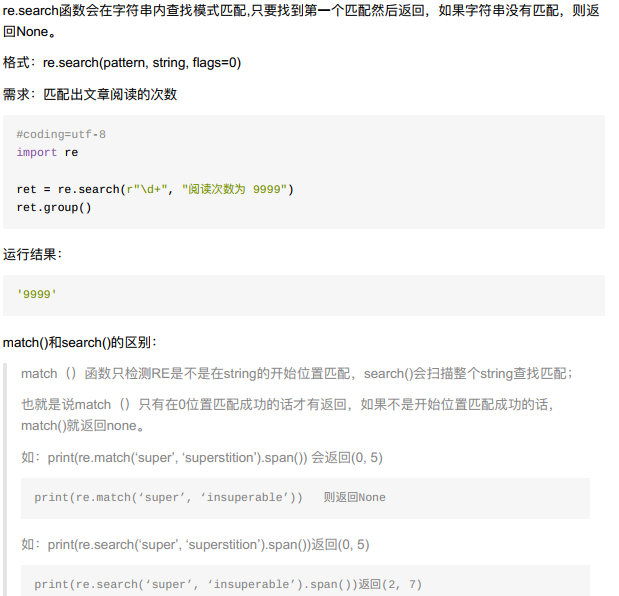 re.search函数会在字符串内查找模式匹配,只要找到第一个匹配然后返回，如果字符串没有匹配，则返
回None。
格式：re.search(pattern, string, flags=0)
需求：匹配出文章阅读的次数
#coding=utf-8
import re
ret = re.search(r"\d+", "阅读次数为 9999")
ret.group()
运行结果：
'9999'
match()和search()的区别：
match（）函数只检测RE是不是在string的开始位置匹配，search()会扫描整个string查找匹配；
也就是说match（）只有在0位置匹配成功的话才有返回，如果不是开始位置匹配成功的话，
match()就返回none。
如：print(re.match(‘super’, ‘superstition’).span()) 会返回(0, 5)
print(re.match(‘super’, ‘insuperable’)) 则返回None
如：print(re.search(‘super’, ‘superstition’).span())返回(0, 5)
print(re.search(‘super’, ‘insuperable’).span())返回(2, 7)